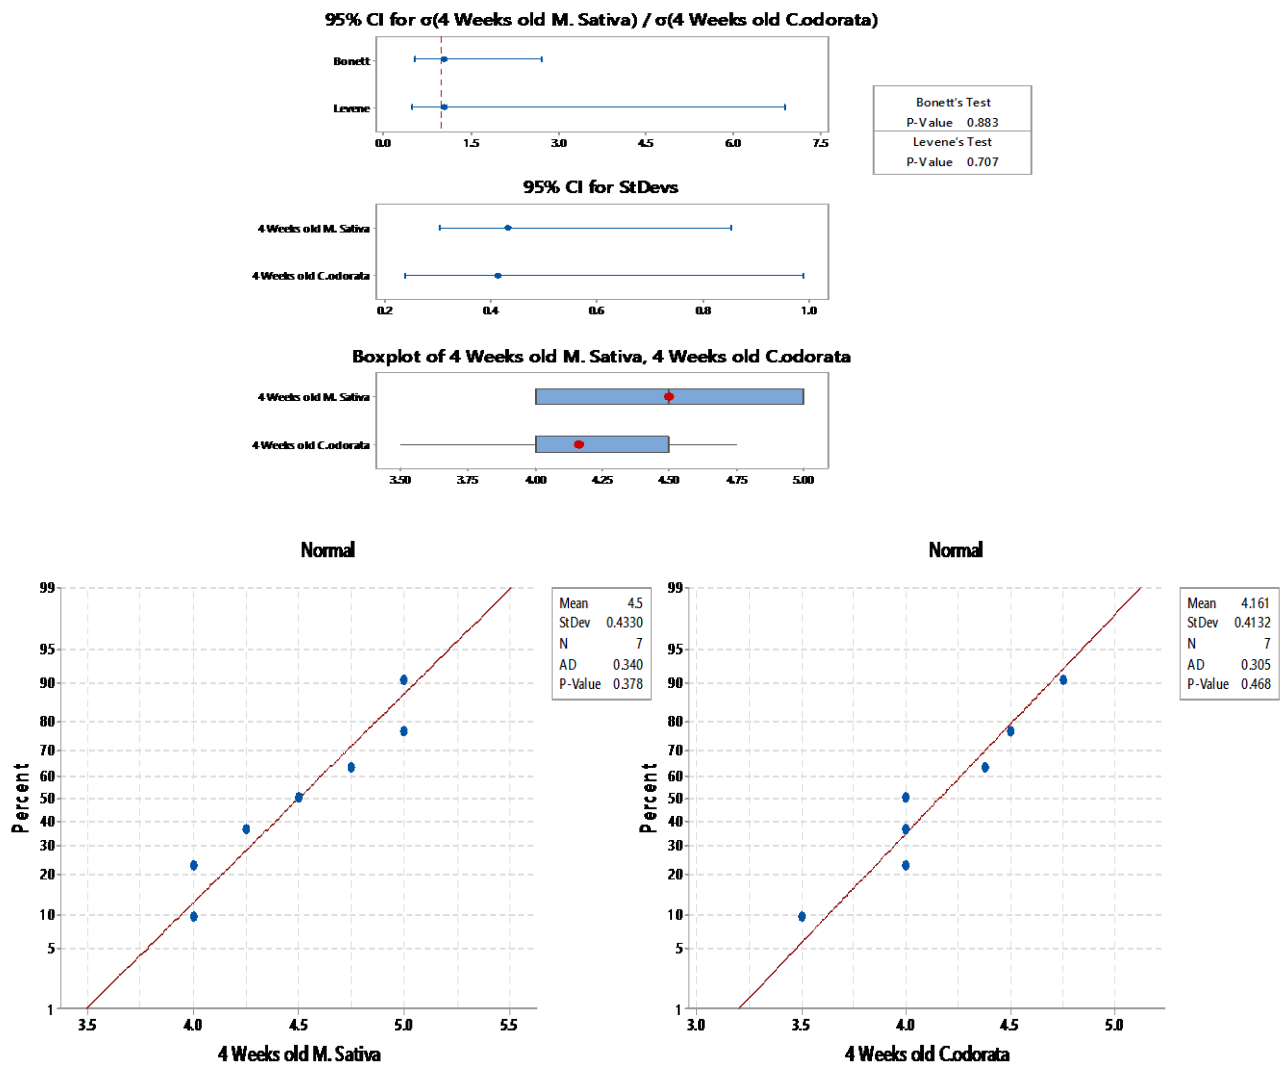 95% CI for σ(4 Weeks old M. Sativa) / σ(4 Weeks old C.odorata)
Bonett
Levene
0.0 1.5 3.0 4.5 6.0 7.5
Bonett's Test
P-Value 0.883
Levene's Test
P-Value 0.707
95% CI for StDevs
4 Weeks old M. Sativa
4 Weeks old C.odorata
0.2 0.4 0.6 0.8 1.0
Boxplot of 4 Weeks old M. Sativa, 4 Weeks old C.odorata
4 Weeks old M. Sativa
4 Weeks old C.odorata
3.50 3.75 4.00 4.25 4.50 4.75 5.00
Normal
99
95
90
80
70
60
50
40
30
20
10
5
1
Percent
3.5 4.0 4.5 5.0 5.5
4 Weeks old M. Sativa
Mean 4.5
StDev 0.4330
N 7
AD 0.340
P-Value 0.378
Normal
99
95
90
80
70
60
50
40
30
20
10
5
1
Percent
3.0 3.5 4.0 4.5 5.0
4 Weeks old C.odorata
Mean 4.161
StDev 0.4132
N 7
AD 0.305
P-Value 0.468